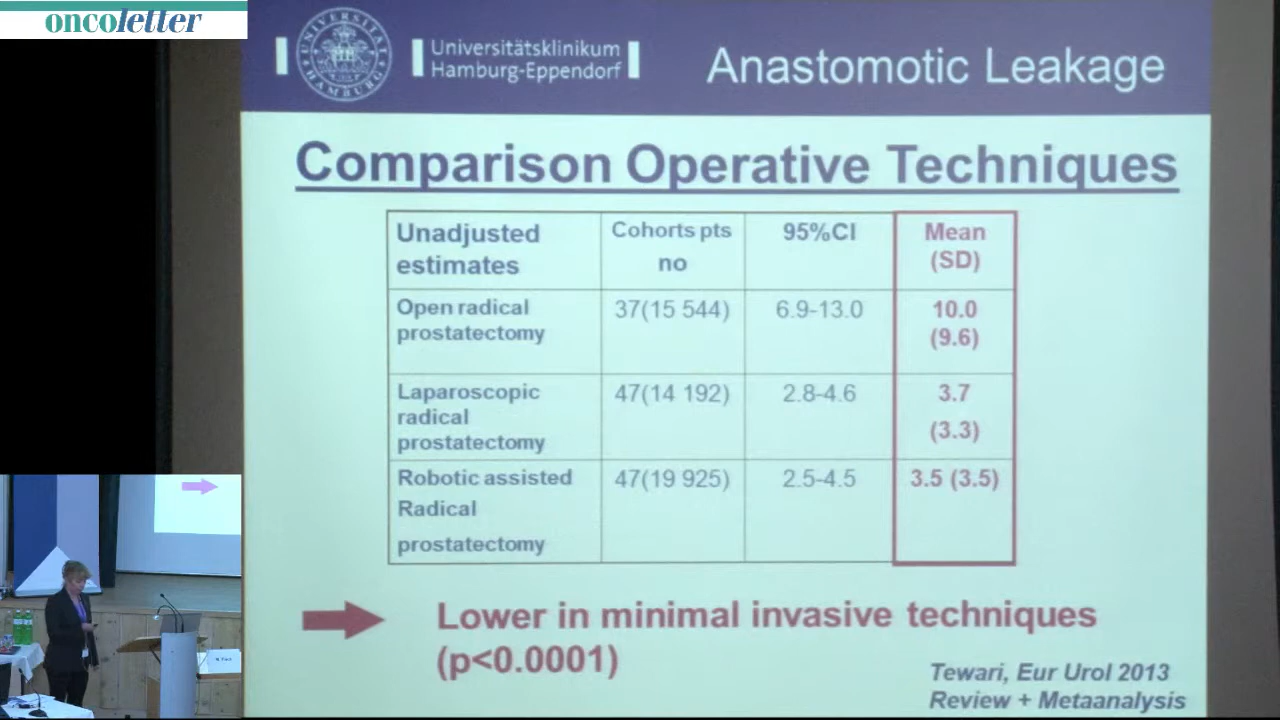 oncoletter
UNIVERSITÄT HAMBURG
Universitätsklinikum
Hamburg-Eppendorf
Anastomotic Leakage
Comparison Operative Techniques
Unadjusted estimates
Cohorts pts no
95%CI
Mean (SD)
Open radical prostatectomy
37(15 544)
6.9-13.0
10.0 (9.6)
Laparoscopic radical prostatectomy
47(14 192)
2.8-4.6
3.7 (3.3)
Robotic assisted Radical prostatectomy
47(19 925)
2.5-4.5
3.5 (3.5)
Lower in minimal invasive techniques
(p<0.0001)
Tewari, Eur Urol 2013
Review + Metaanalysis